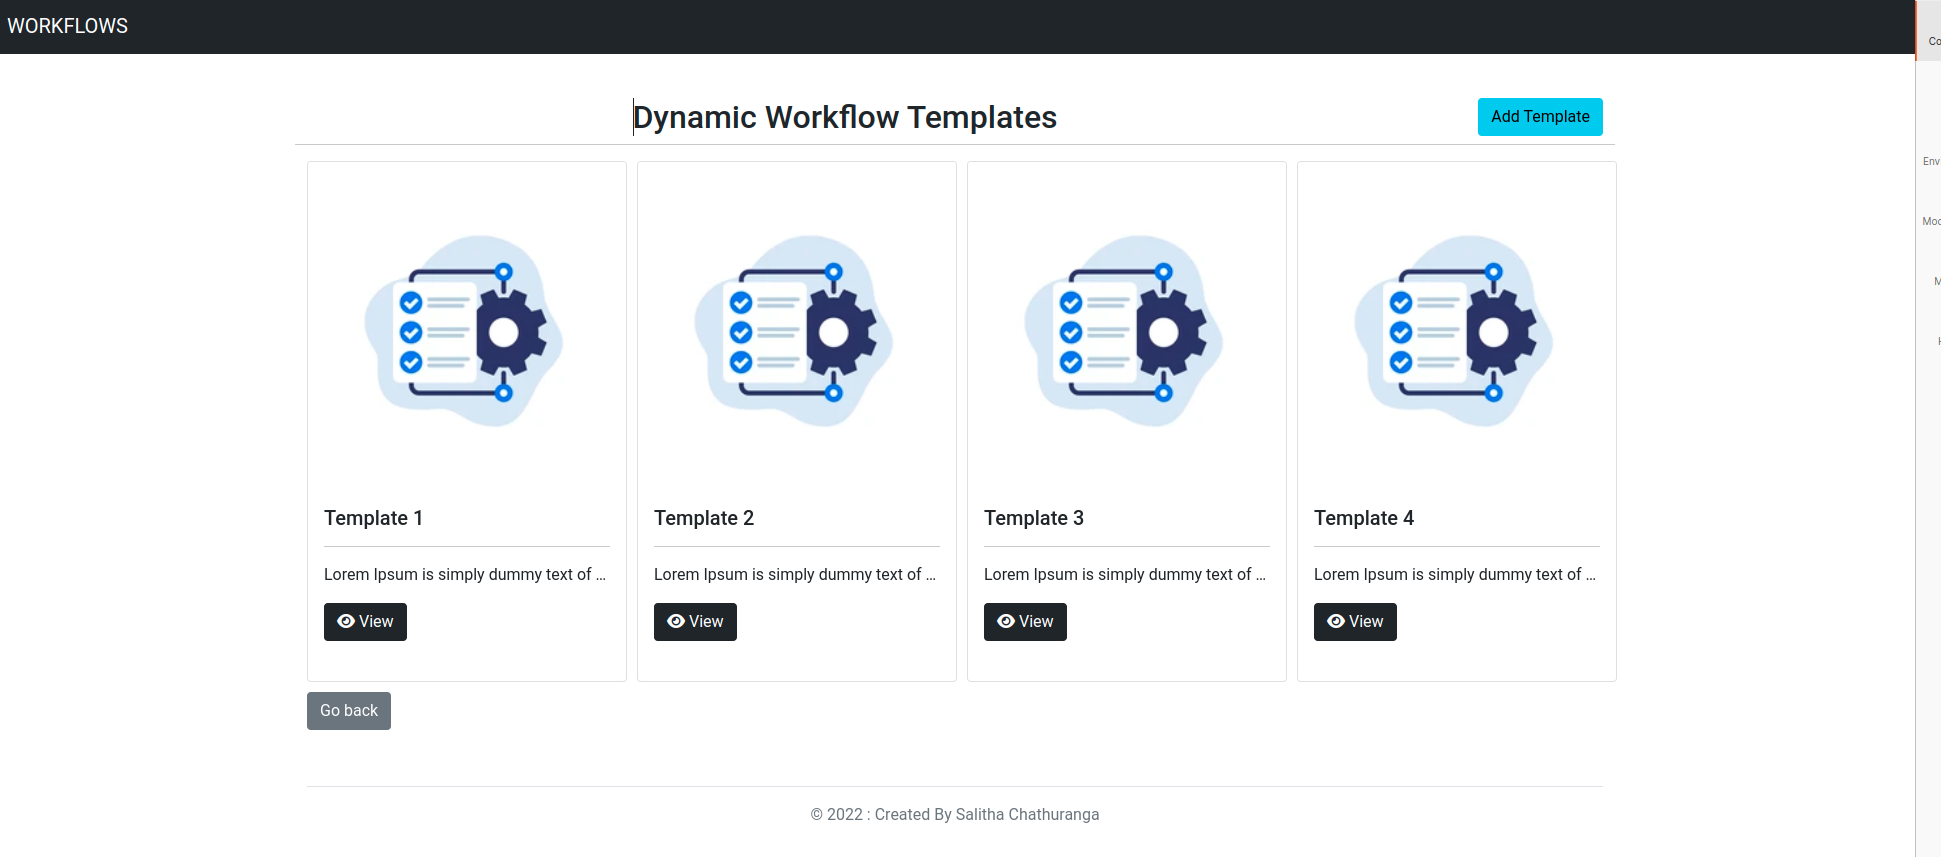 WORKFLOWS
Co
Dynamic Workflow Templates
Add Template
Env
Moc
M
Template 1
Template 2
Template 3
Template 4
Lorem Ipsum is simply dummy text of ...
Lorem Ipsum is simply dummy text of ...
Lorem Ipsum is simply dummy text of ...
Lorem Ipsum is simply dummy text of ...
View
View
View
View
Go back
© 2022 : Created By Salitha Chathuranga